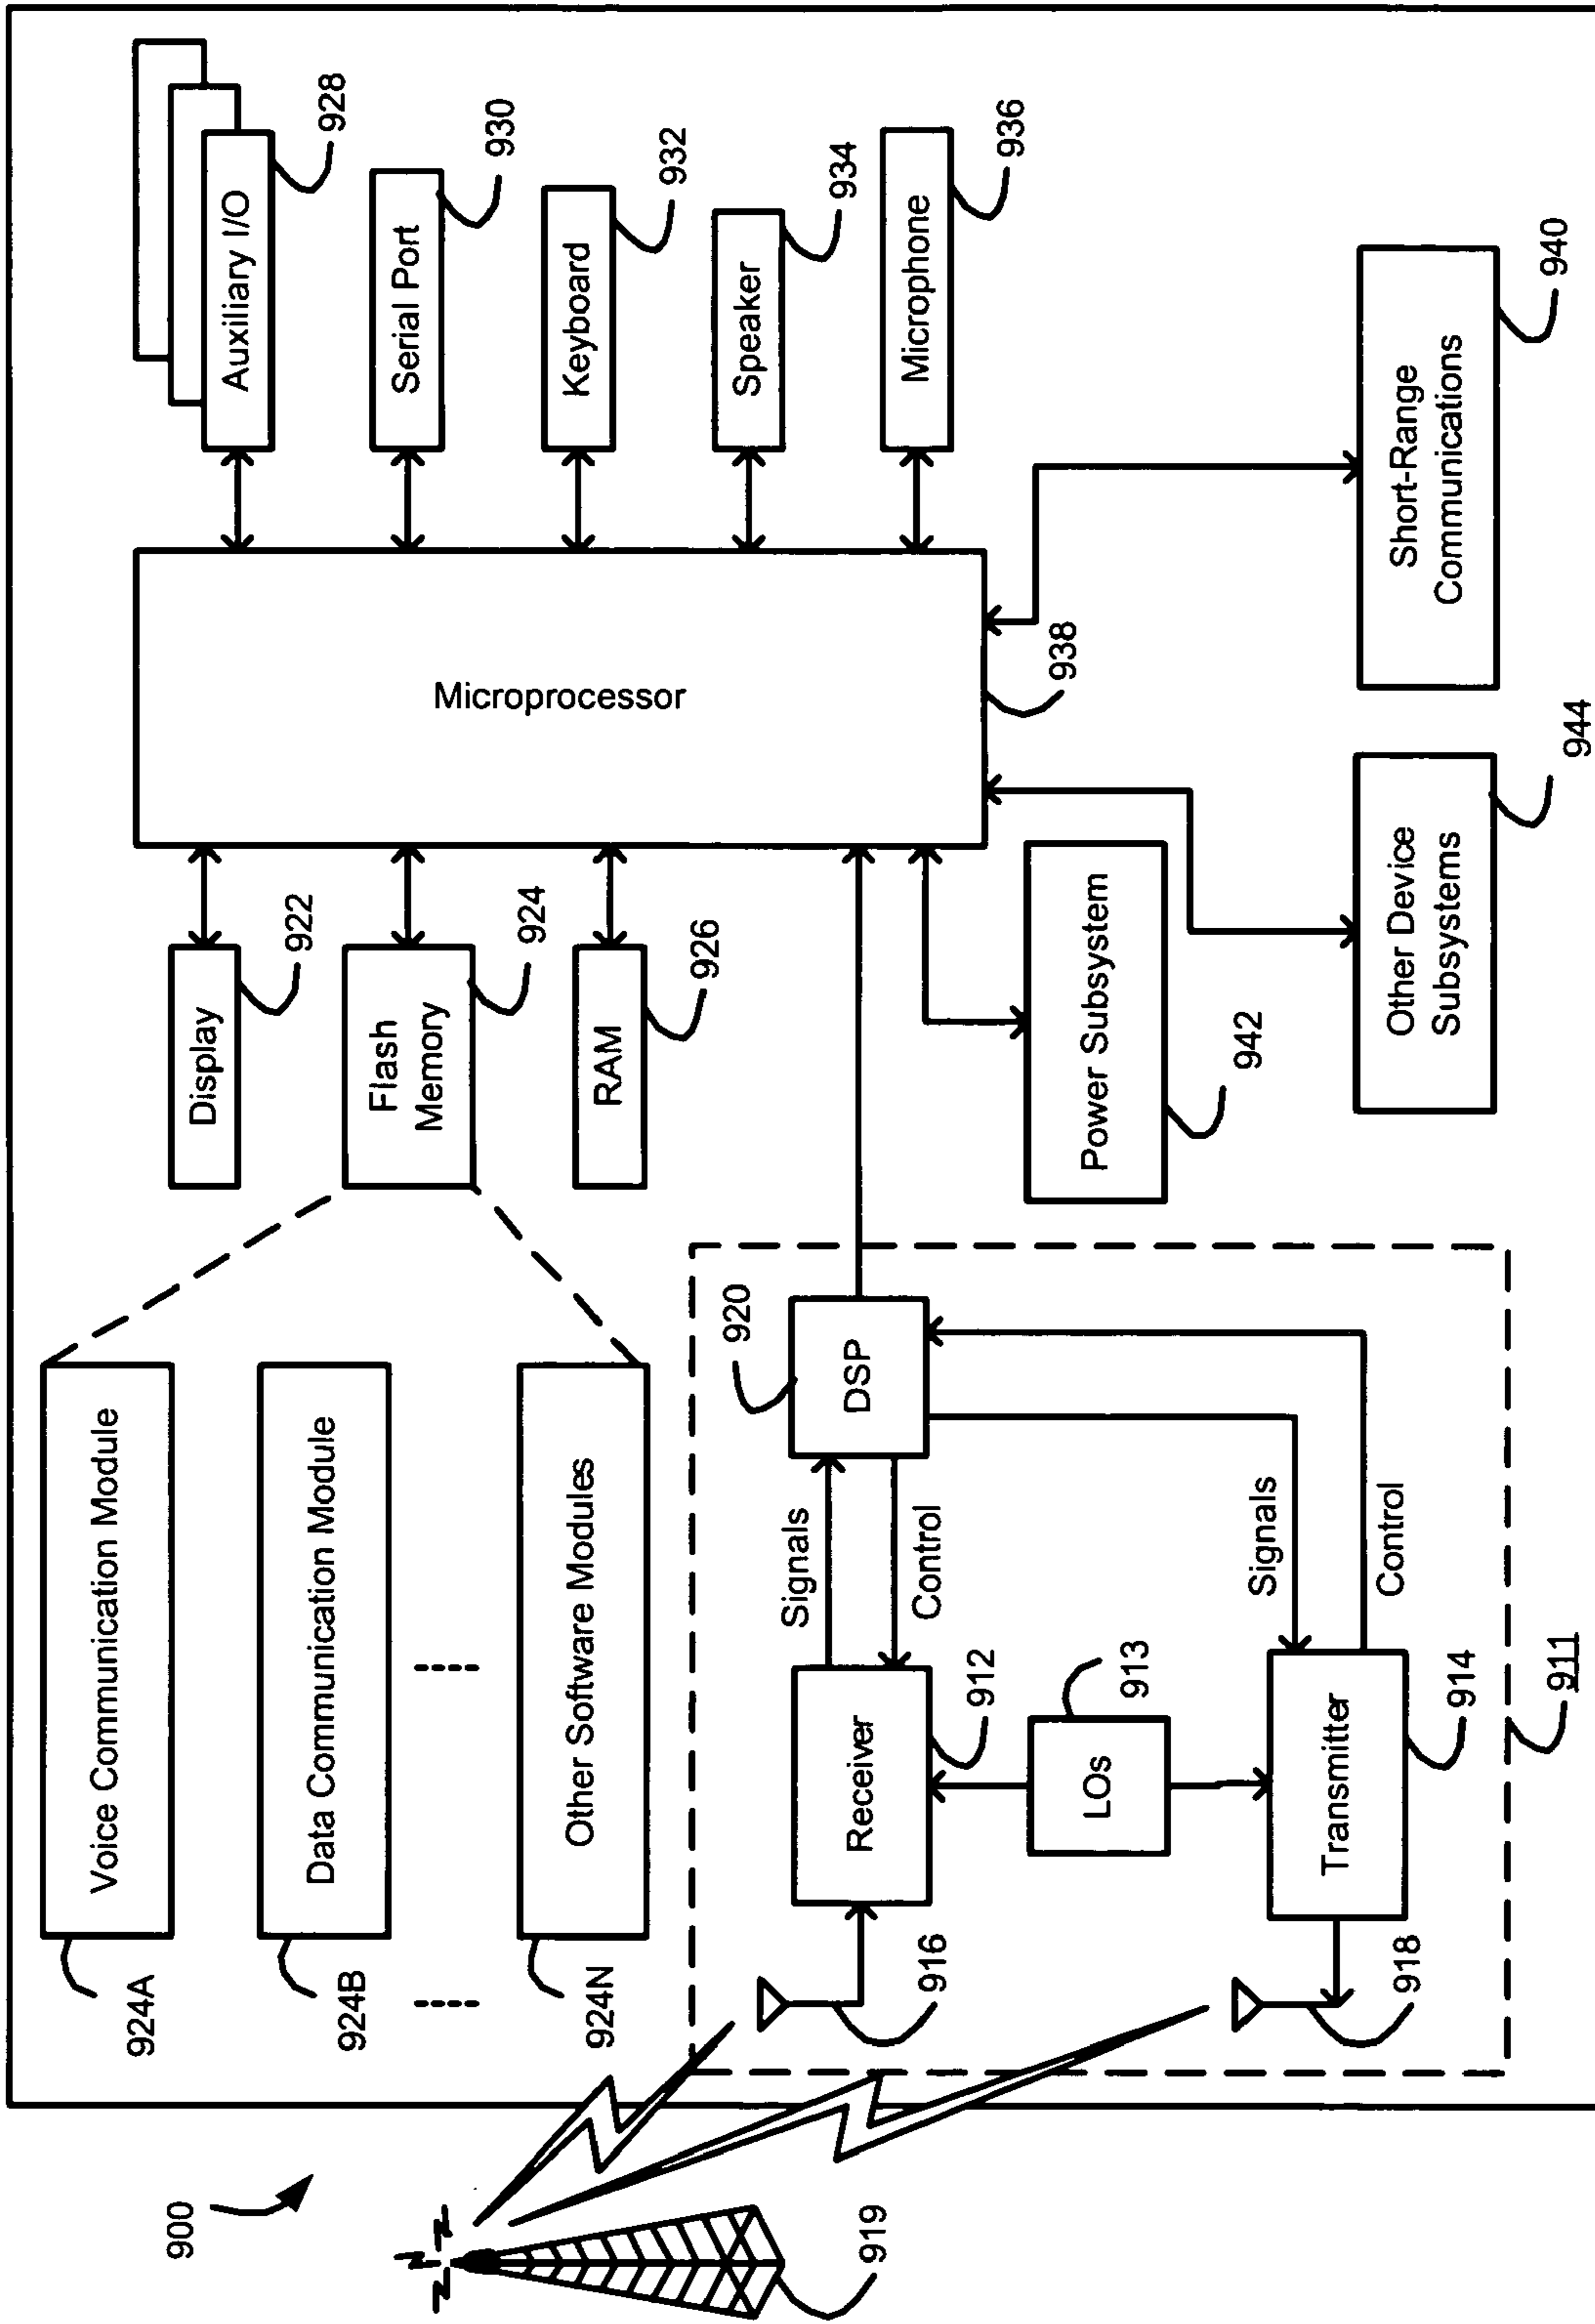 900
919
Voice Communication Module
924A
Data Communication Module
924B
Other Software Modules
924N
Display
922
Flash
Memory
924
RAM
926
Microprocessor
938
Auxiliary I/O
928
Serial Port
930
Keyboard
932
Speaker
934
Microphone
936
Short-Range
Communications
940
Other Device
Subsystems
944
Power Subsystem
942
DSP
920
Signals
Control
Receiver
912
916
LOs
913
Signals
Control
Transmitter
914
918
911